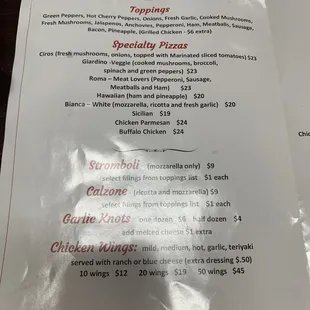 Toppings
Green Peppers, Hot Cherry Peppers, Onions, Fresh Garlic, Cooked Mushrooms,
Fresh Mushrooms, Jalepenos, Anchovies, Pepperoni, Ham, Meatballs, Sausage,
Bacon, Pineapple, (Grilled Chicken - $6 extra)
Specialty Pizzas
Ciros (fresh mushrooms, onions, topped with Marinated sliced tomatoes) $23
Giardino -Veggie (cooked mushrooms, broccoli,
spinach and green peppers) $23
Roma – Meat Lovers (Pepperoni, Sausage,
Meatballs and Ham) $23
Hawaiian (ham and pineapple) $20
Bianca – White (mozzarella, ricotta and fresh garlic) $20
Sicilian $19
Chicken Parmesan $24
Buffalo Chicken $24
Stromboli (mozzarella only) $9
select fillings from toppings list $1 each
Calzone (ricotta and mozzarella) $9
select fillings from toppings list $1 each
Garlic Knots one dozen $6 half dozen $4
add melted cheese $1 extra
Chicken Wings: mild, medium, hot, garlic, teriyaki
served with ranch or blue cheese (extra dressing $.50)
10 wings $12 20 wings $19 50 wings $45